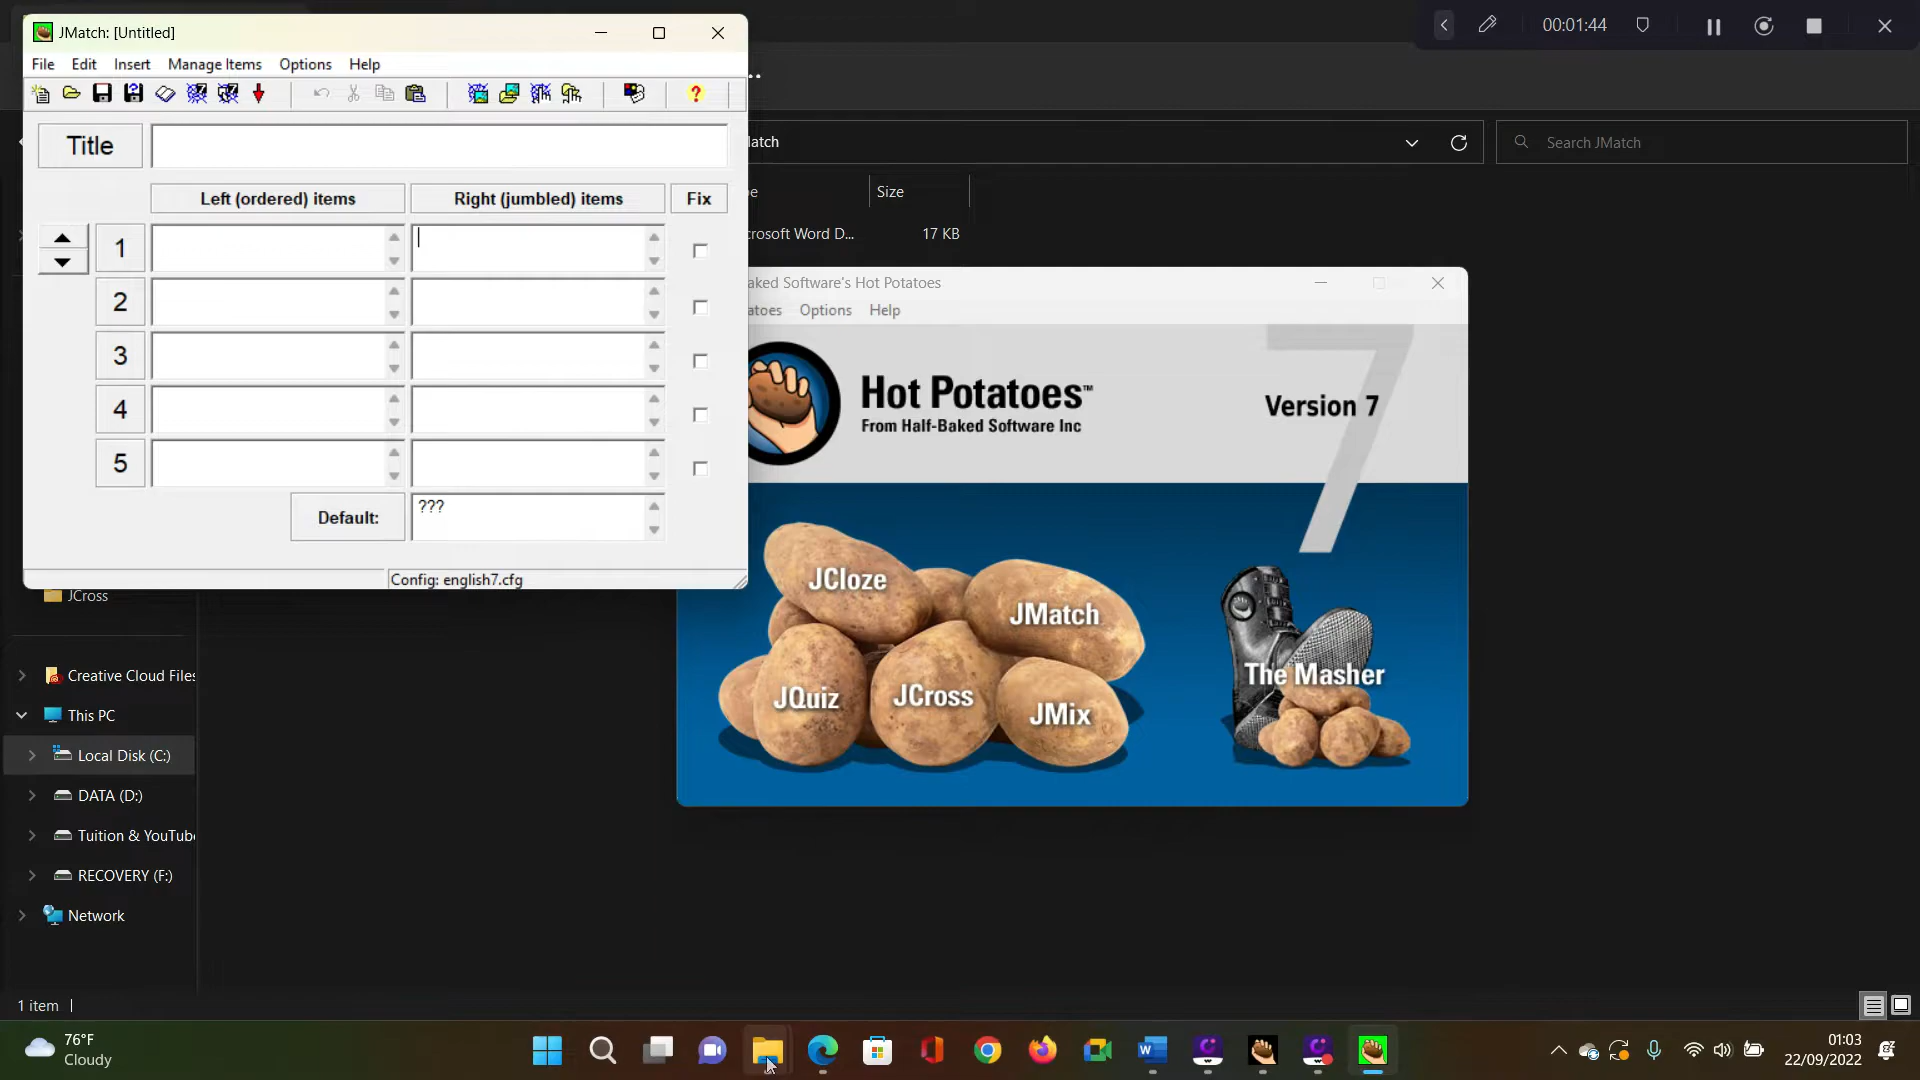 JMatch: [Untitled]
00:01:44
File Edit Insert Manage Items Options Help
Title
Left (ordered) items Right (jumbled) items Fix
1
2
3
4
5
Default: ???
Config: english7.cfg
atch
Search JMatch
e Size
crosoft Word D... 17 KB
aked Software's Hot Potatoes
atoes Options Help
Hot Potatoes™
From Half-Baked Software Inc
Version 7
7
JCloze
JMatch
JQuiz
JCross
JMix
The Masher
JCross
Creative Cloud Files
This PC
Local Disk (C:)
DATA (D:)
Tuition & YouTube
RECOVERY (F:)
Network
1 item
76°F
Cloudy
01:03
22/09/2022